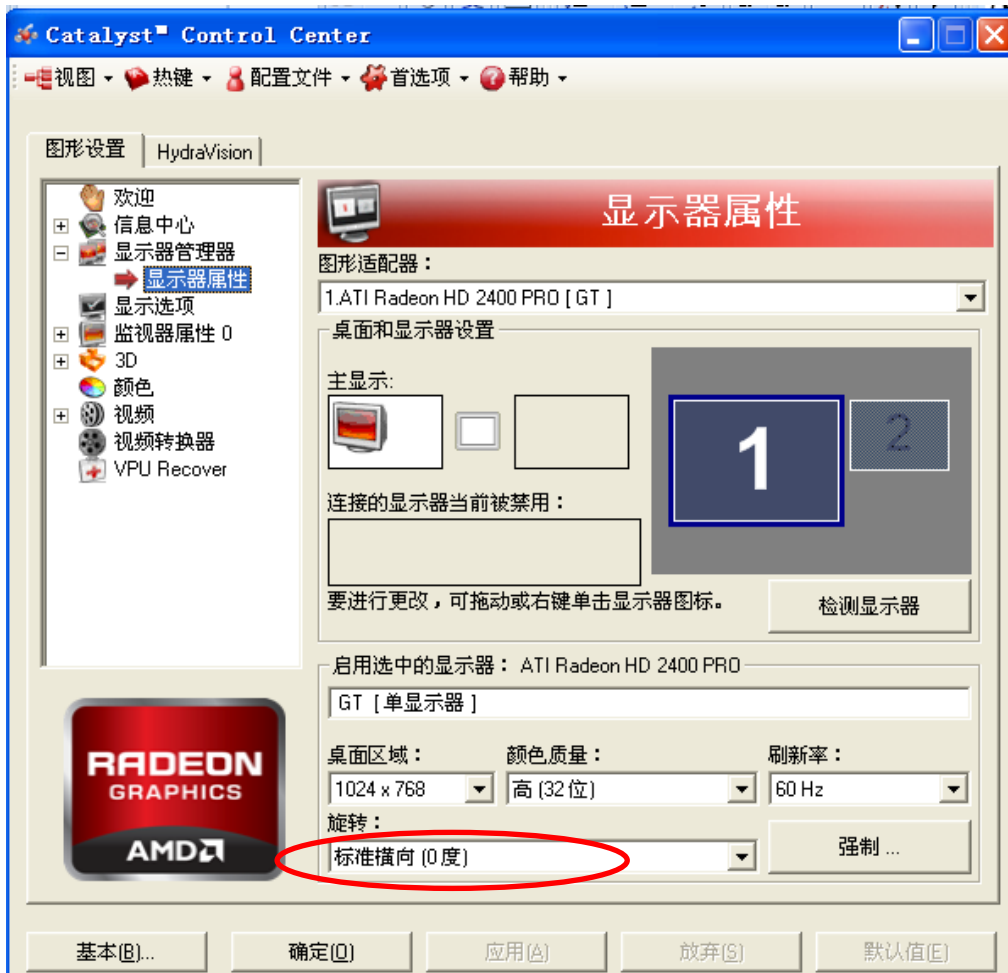 Catalyst™ Control Center
视图 热键 配置文件 首选项 帮助
图形设置 HydraVision
欢迎
信息中心
显示器管理器
显示器属性
显示选项
监视器属性 0
3D
颜色
视频
视频转换器
VPU Recover
显示器属性
图形适配器：
1.ATI Radeon HD 2400 PRO [ GT ]
桌面和显示器设置
主显示:
1
2
连接的显示器当前被禁用：
要进行更改，可拖动或右键单击显示器图标。
检测显示器
启用选中的显示器： ATI Radeon HD 2400 PRO
GT [ 单显示器 ]
桌面区域： 颜色质量： 刷新率：
1024 x 768 高 (32 位) 60 Hz
旋转：
标准横向 (0 度)
强制 ...
RADEON
GRAPHICS
AMD
基本(B)... 确定(O) 应用(A) 放弃(S) 默认值(E)